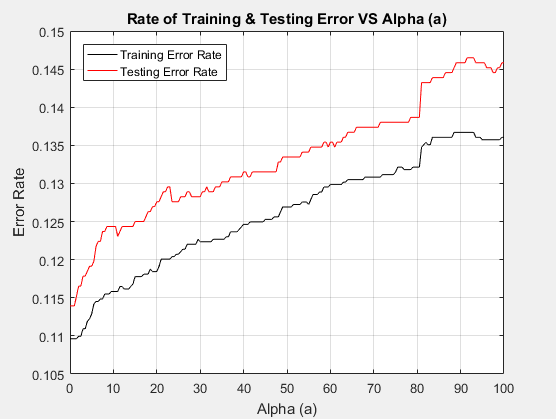 Rate of Training & Testing Error VS Alpha (a)
Training Error Rate
Testing Error Rate
Error Rate
0.15
0.145
0.14
0.135
0.13
0.125
0.12
0.115
0.11
0.105
0 10 20 30 40 50 60 70 80 90 100
Alpha (a)